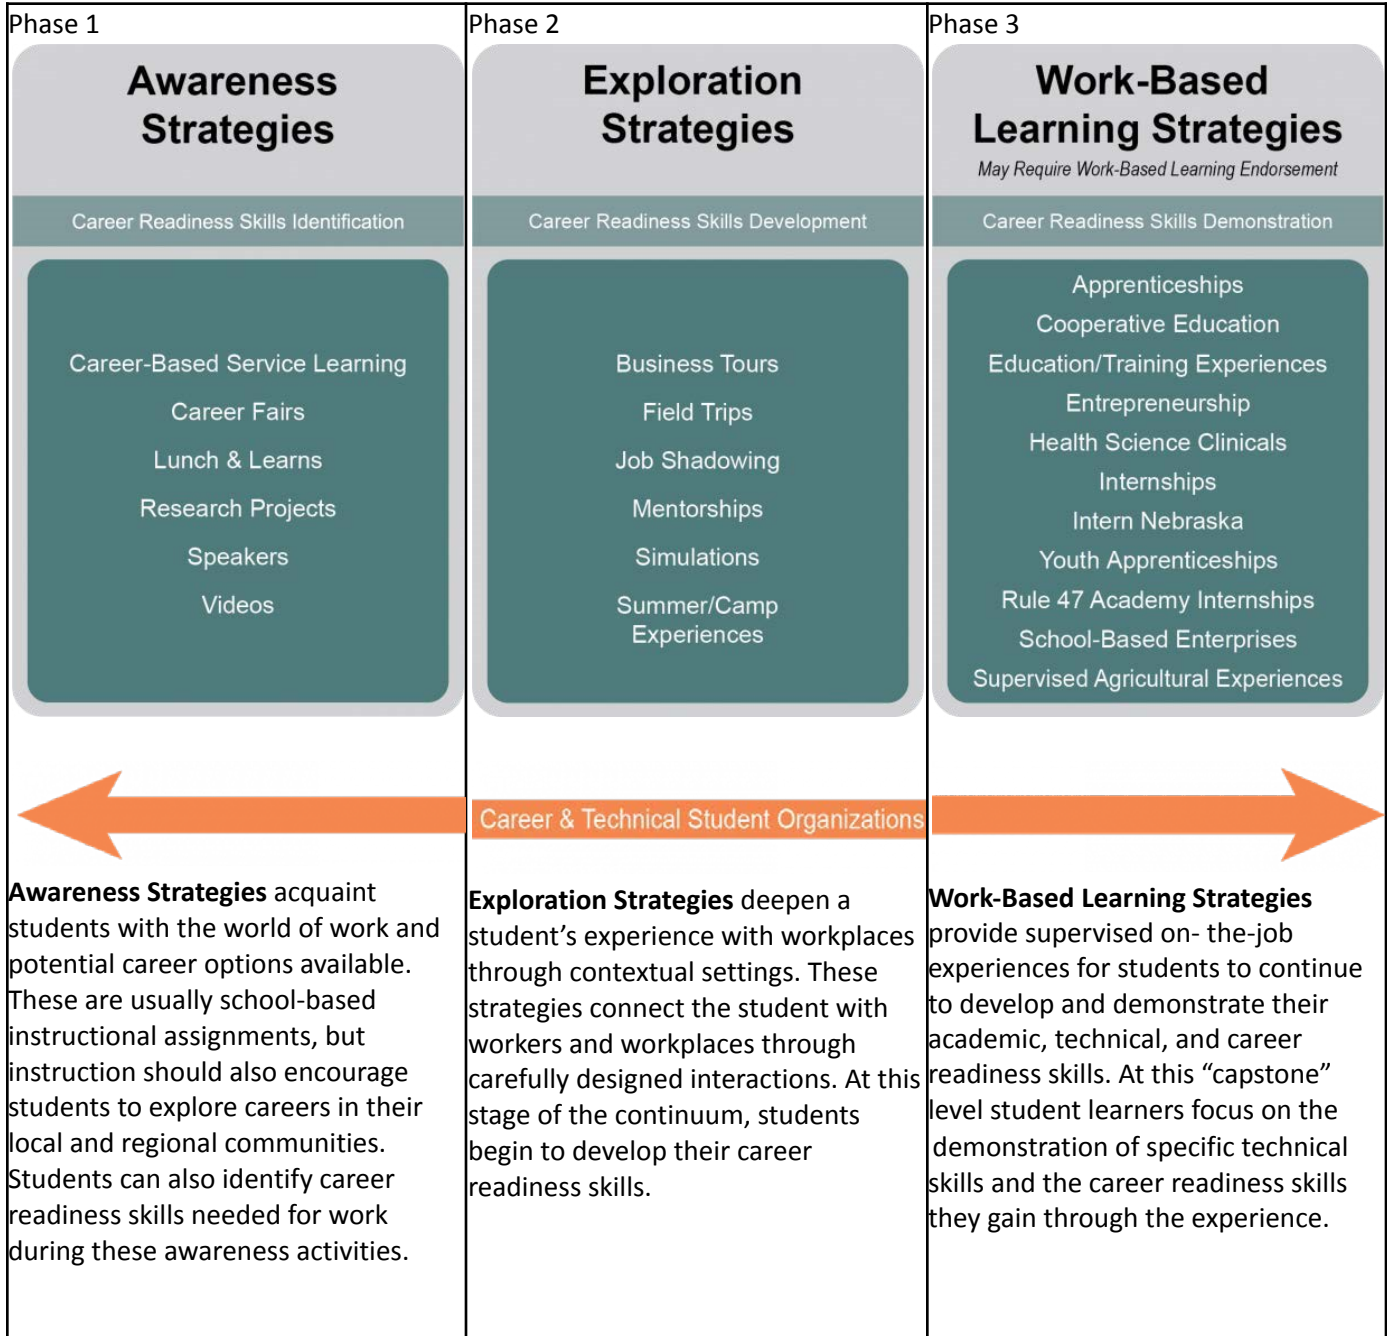 Phase 1
Awareness
Strategies
Career Readiness Skills Identification
Career-Based Service Learning
Career Fairs
Lunch & Learns
Research Projects
Speakers
Videos
Awareness Strategies acquaint
students with the world of work and
potential career options available.
These are usually school-based
instructional assignments, but
instruction should also encourage
students to explore careers in their
local and regional communities.
Students can also identify career
readiness skills needed for work
during these awareness activities.
Phase 2
Exploration
Strategies
Career Readiness Skills Development
Business Tours
Field Trips
Job Shadowing
Mentorships
Simulations
Summer/Camp
Experiences
Career & Technical Student Organizations
Exploration Strategies deepen a
student’s experience with workplaces
through contextual settings. These
strategies connect the student with
workers and workplaces through
carefully designed interactions. At this
stage of the continuum, students
begin to develop their career
readiness skills.
Phase 3
Work-Based
Learning Strategies
May Require Work-Based Learning Endorsement
Career Readiness Skills Demonstration
Apprenticeships
Cooperative Education
Education/Training Experiences
Entrepreneurship
Health Science Clinicals
Internships
Intern Nebraska
Youth Apprenticeships
Rule 47 Academy Internships
School-Based Enterprises
Supervised Agricultural Experiences
Work-Based Learning Strategies
provide supervised on- the-job
experiences for students to continue
to develop and demonstrate their
academic, technical, and career
readiness skills. At this “capstone”
level student learners focus on the
demonstration of specific technical
skills and the career readiness skills
they gain through the experience.